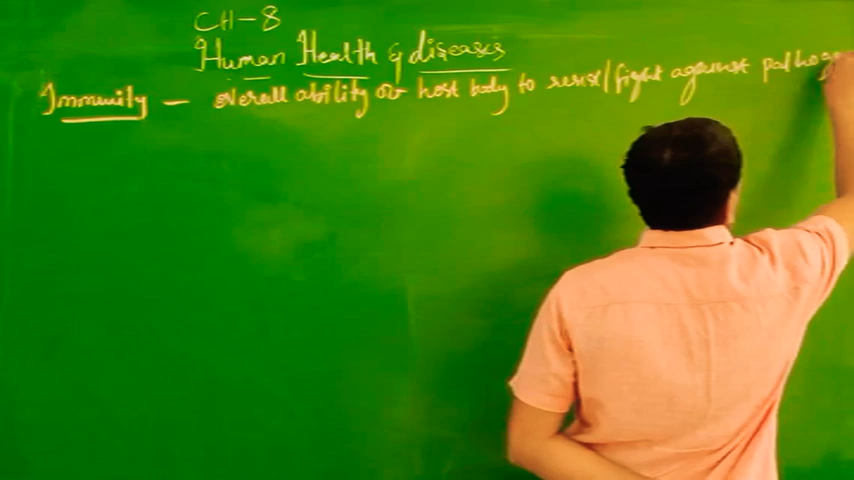 CH-8
Human Health & diseases
Immunity — overall ability of host body to resist/fight against pathog